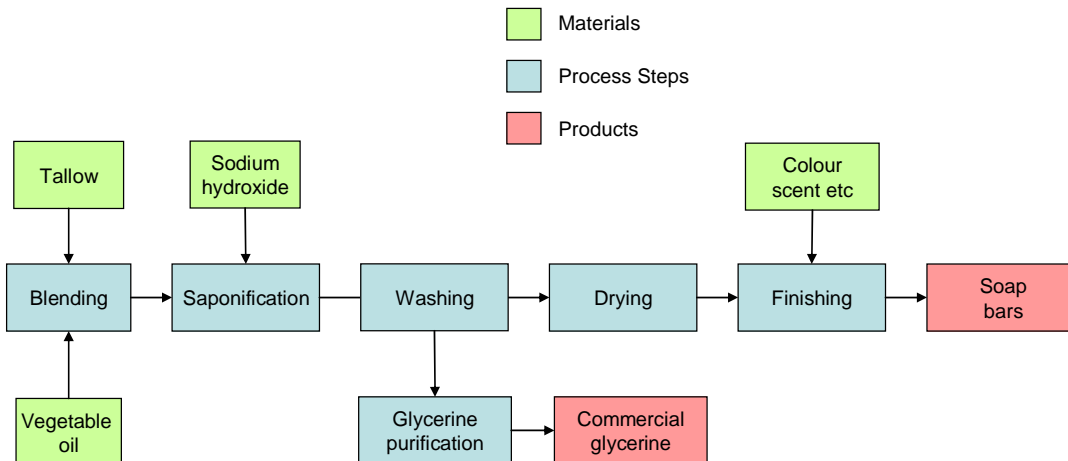 Materials
Process Steps
Products
Tallow
Sodium
hydroxide
Colour
scent etc
Blending
Saponification
Washing
Drying
Finishing
Soap
bars
Vegetable
oil
Glycerine
purification
Commercial
glycerine